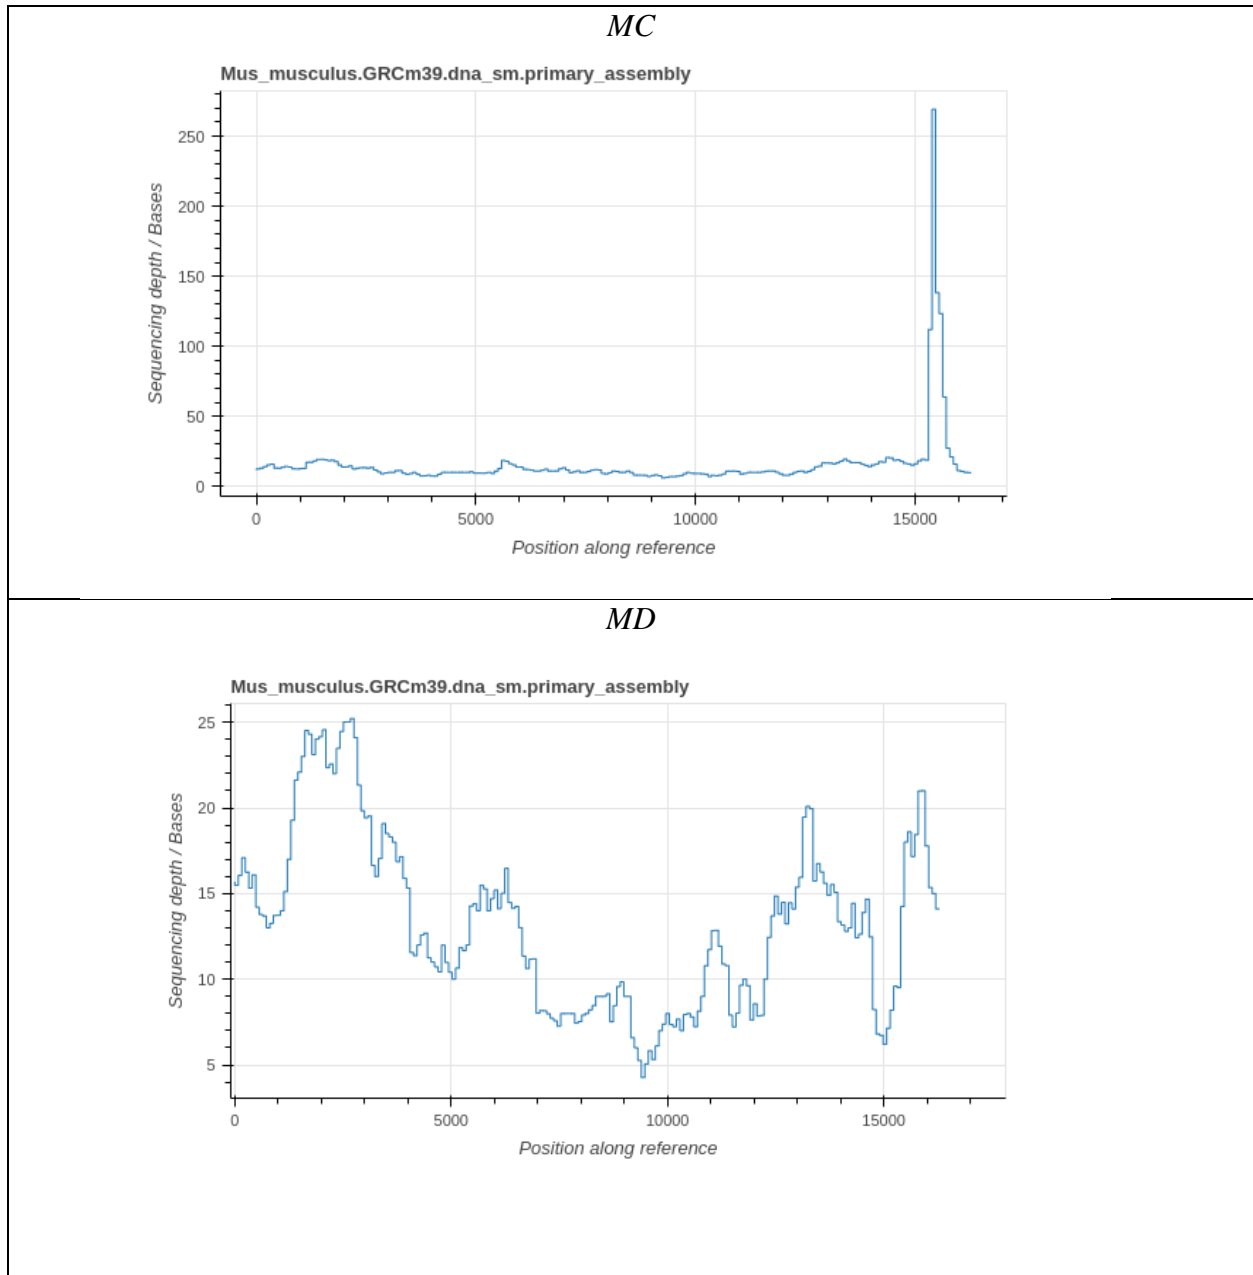 MC
Mus_musculus.GRCm39.dna_sm.primary_assembly
Sequencing depth / Bases
250
200
150
100
50
0
0 5000 10000 15000
Position along reference
MD
Mus_musculus.GRCm39.dna_sm.primary_assembly
Sequencing depth / Bases
25
20
15
10
5
0 5000 10000 15000
Position along reference